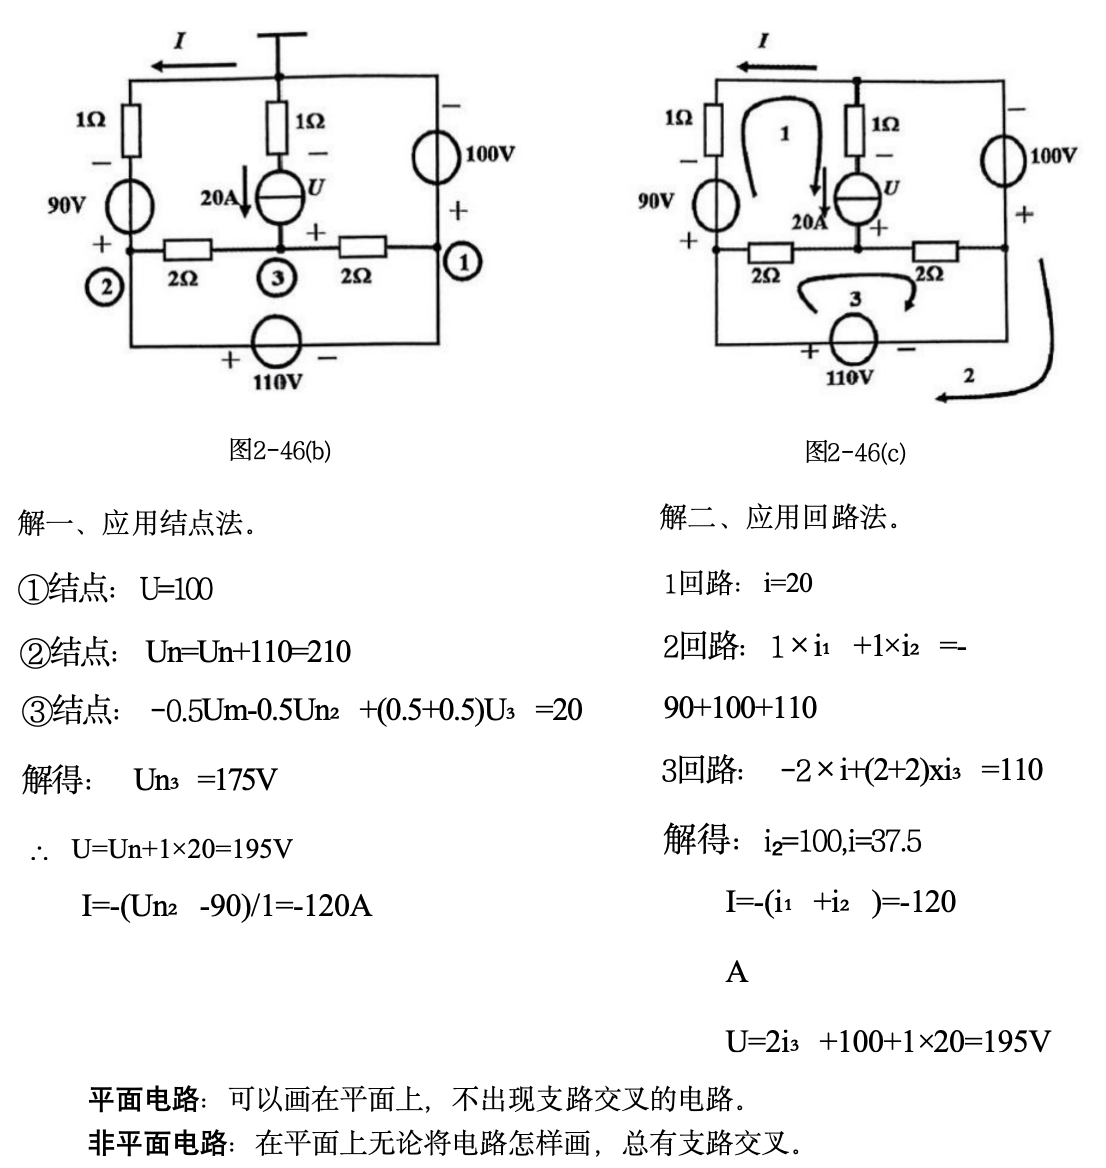 I
1Ω
1Ω
100V
90V
20A
U
2Ω
2Ω
②
③
①
110V
图2-46(b)
I
1Ω
1
1Ω
100V
90V
20A
U
2Ω
2Ω
3
110V
2
图2-46(c)
解一、应用结点法。
①结点：U=100
②结点：Un=Un+110=210
③结点：-0.5Um-0.5Un₂ +(0.5+0.5)U₃ =20
解得： Un₃ =175V
∴ U=Un+1×20=195V
I=-(Un₂ -90)/1=-120A
解二、应用回路法。
1回路：i=20
2回路：1×i₁ +1×i₂ =-
90+100+110
3回路： -2×i+(2+2)xi₃ =110
解得：i₂=100,i=37.5
I=-(i₁ +i₂ )=-120
A
U=2i₃ +100+1×20=195V
平面电路：可以画在平面上，不出现支路交叉的电路。
非平面电路：在平面上无论将电路怎样画，总有支路交叉。